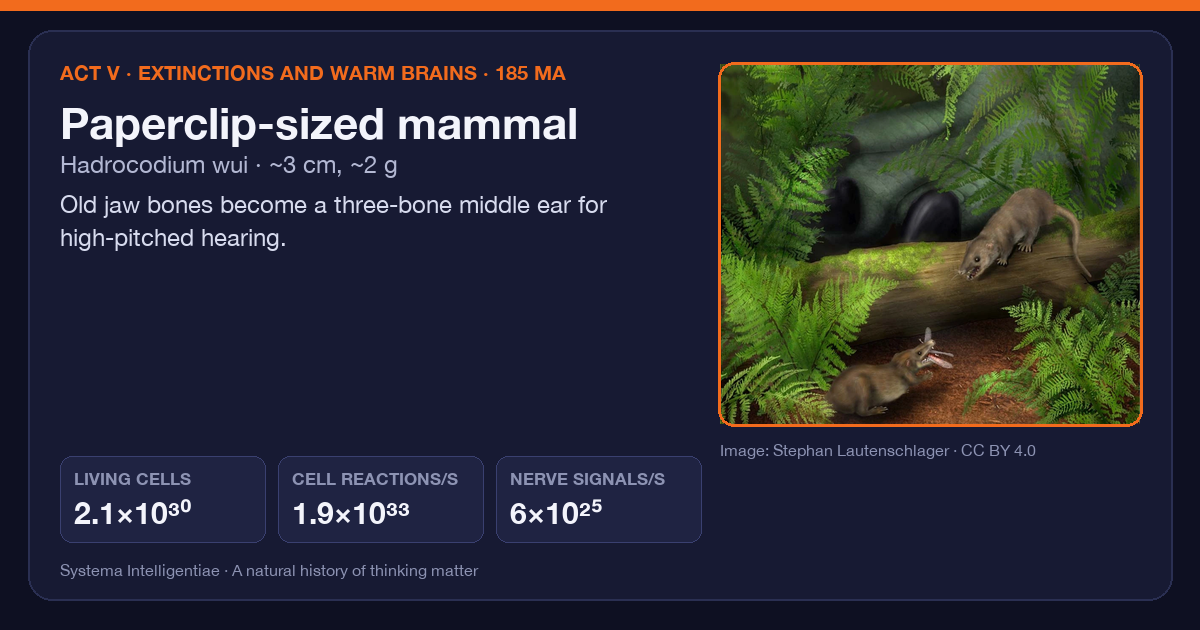 ACT V · EXTINCTIONS AND WARM BRAINS · 185 MA
Paperclip-sized mammal
Hadrocodium wui · ~3 cm, ~2 g
Old jaw bones become a three-bone middle ear for
high-pitched hearing.
LIVING CELLS
2.1×10³⁰
CELL REACTIONS/S
1.9×10³³
NERVE SIGNALS/S
6×10²⁵
Image: Stephan Lautenschlager · CC BY 4.0
Systema Intelligentiae · A natural history of thinking matter